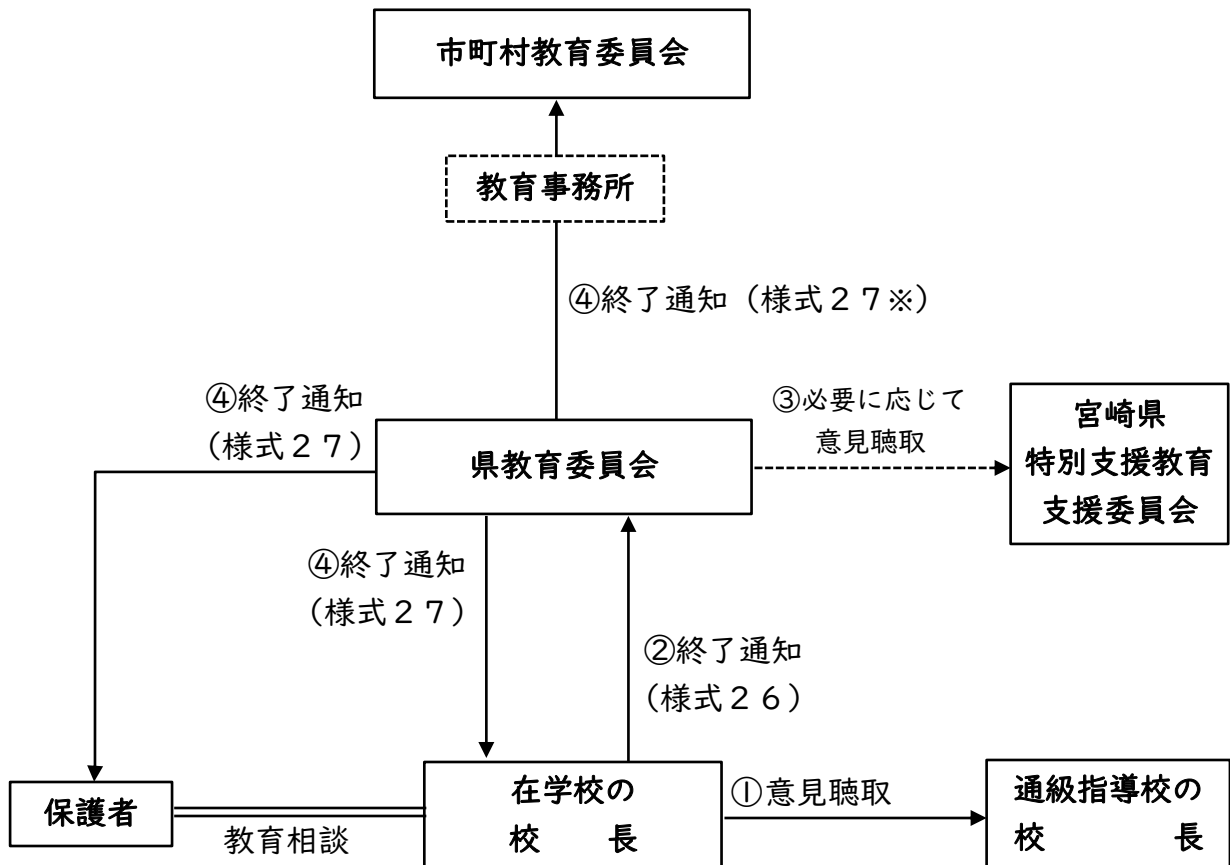 市町村教育委員会
教育事務所
④終了通知（様式２７※）
④終了通知
（様式２７）
県教育委員会
③必要に応じて
意見聴取
宮崎県
特別支援教育
支援委員会
④終了通知
（様式２７）
②終了通知
（様式２６）
保護者
教育相談
在学校の
校　　長
①意見聴取
通級指導校の
校　　　　長